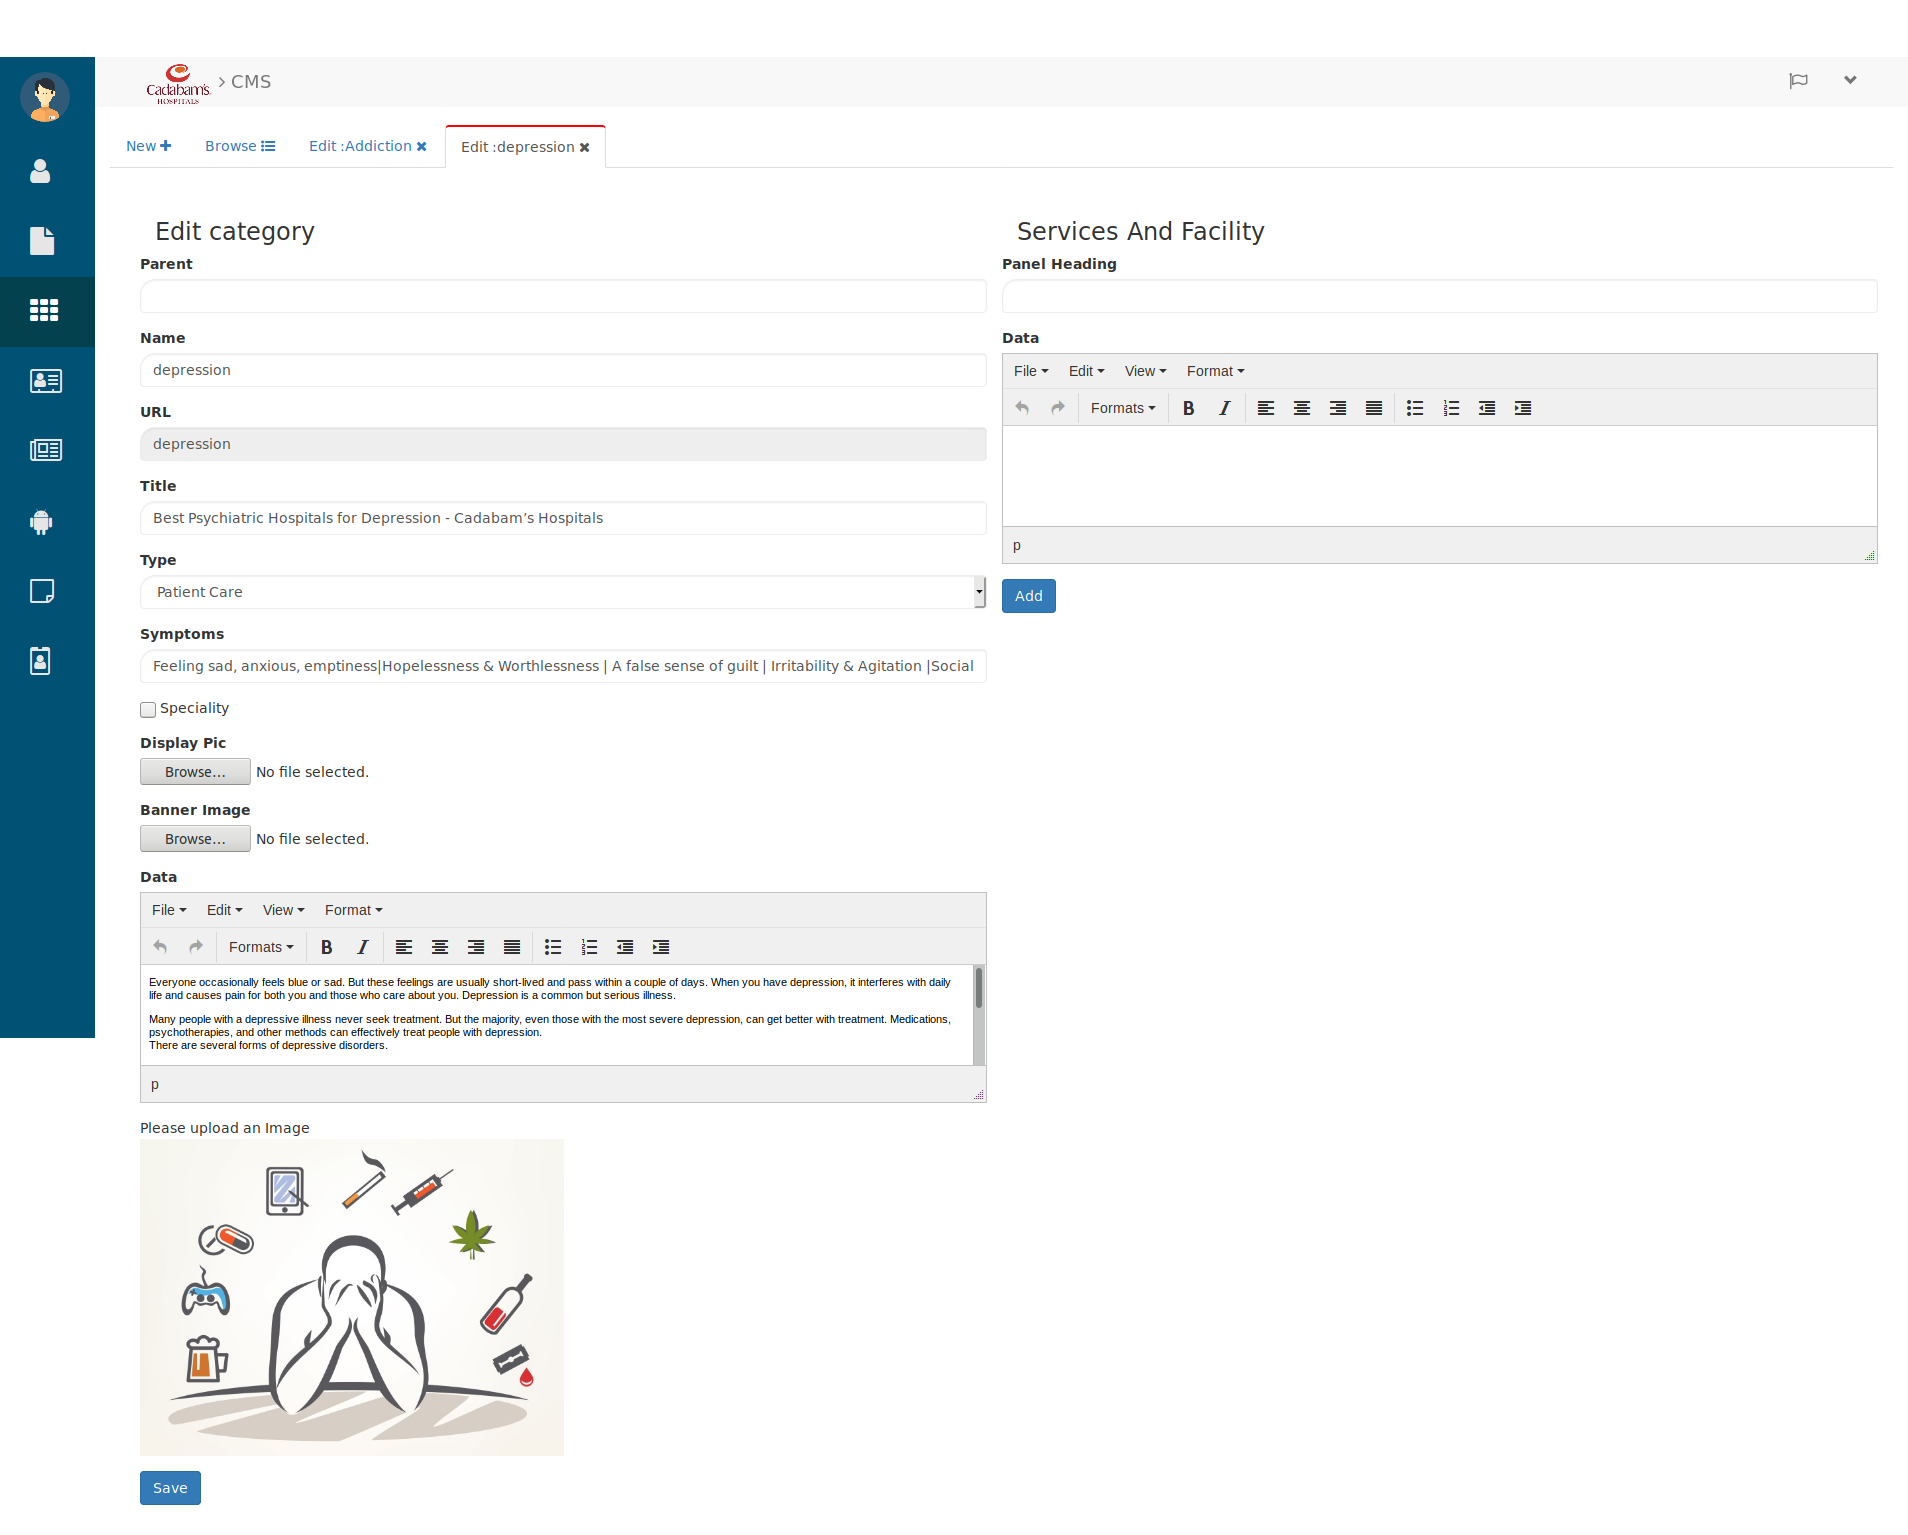 Cadabam's
HOSPITALS
CMS
New
Browse
Edit :Addiction
Edit :depression
Edit category
Parent
Name
depression
URL
depression
Title
Best Psychiatric Hospitals for Depression - Cadabam’s Hospitals
Type
Patient Care
Symptoms
Feeling sad, anxious, emptiness|Hopelessness & Worthlessness | A false sense of guilt | Irritability & Agitation |Social
Speciality
Display Pic
Browse... No file selected.
Banner Image
Browse... No file selected.
Data
File Edit View Format
Formats B I
Everyone occasionally feels blue or sad. But these feelings are usually short-lived and pass within a couple of days. When you have depression, it interferes with daily
life and causes pain for both you and those who care about you. Depression is a common but serious illness.
Many people with a depressive illness never seek treatment. But the majority, even those with the most severe depression, can get better with treatment. Medications,
psychotherapies, and other methods can effectively treat people with depression.
There are several forms of depressive disorders.
p
Please upload an Image
Save
Services And Facility
Panel Heading
Data
File Edit View Format
Formats B I
p
Add